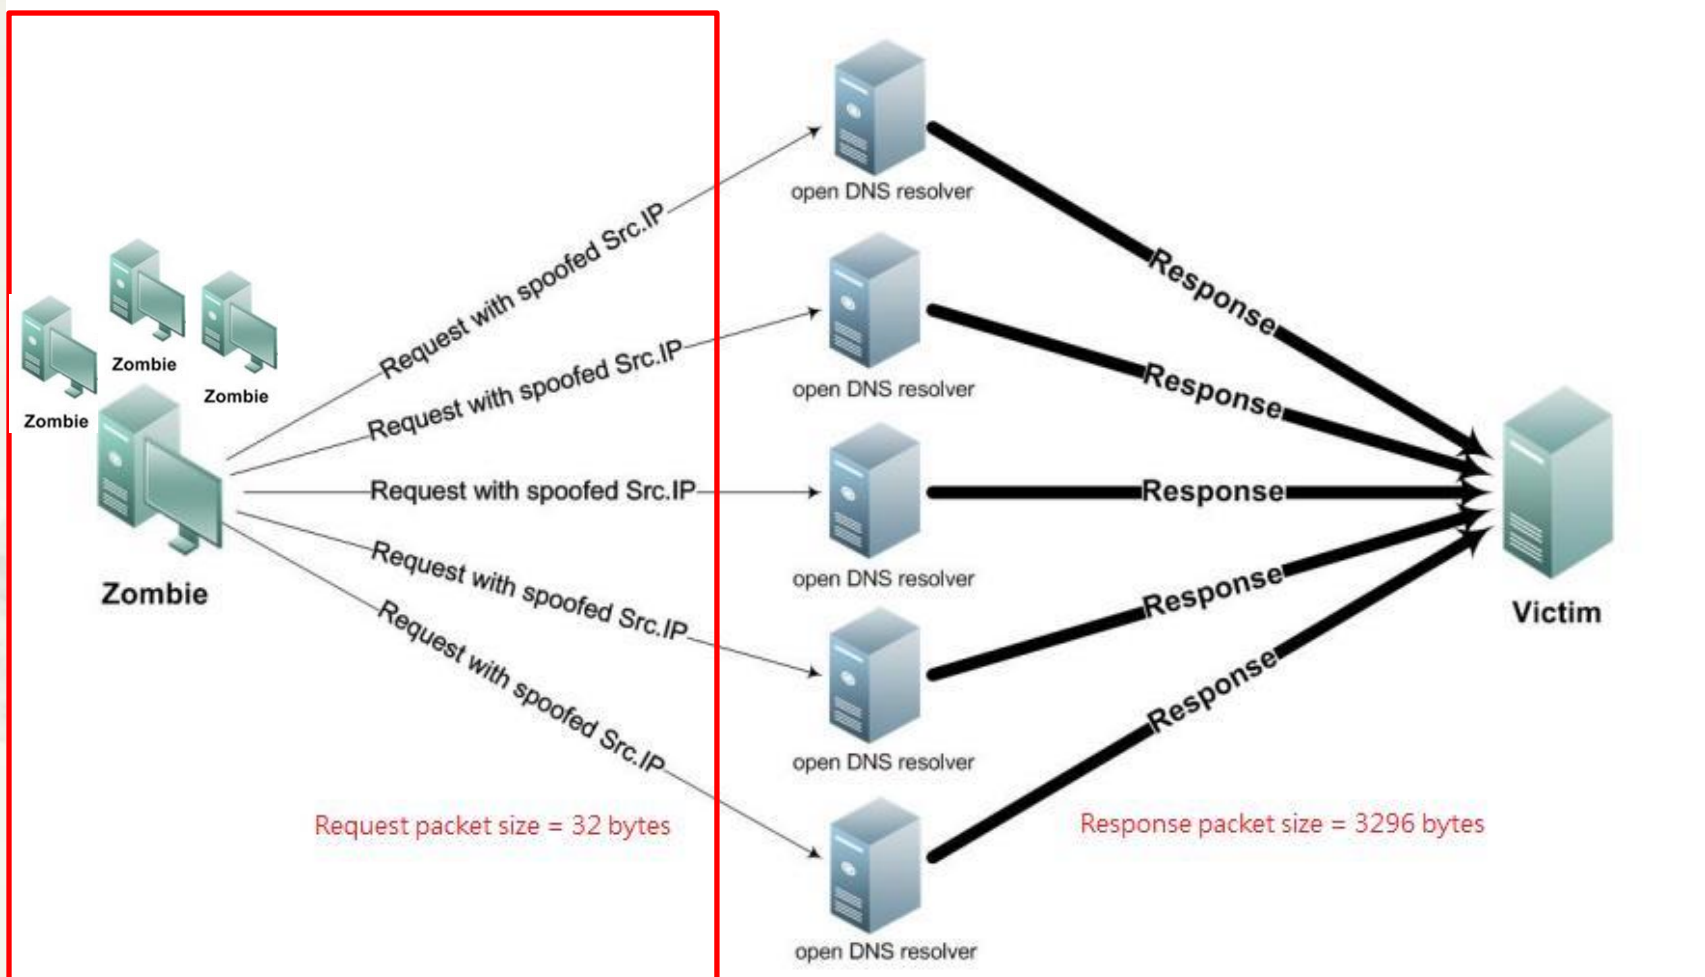 open DNS resolver
Request with spoofed Src.IP
Response
Zombie
Zombie
Zombie
Request with spoofed Src.IP
open DNS resolver
Response
Request with spoofed Src.IP
Response
open DNS resolver
Zombie
Request with spoofed Src.IP
Response
Victim
Request with spoofed Src.IP
Response
open DNS resolver
Request packet size = 32 bytes
Response packet size = 3296 bytes
open DNS resolver